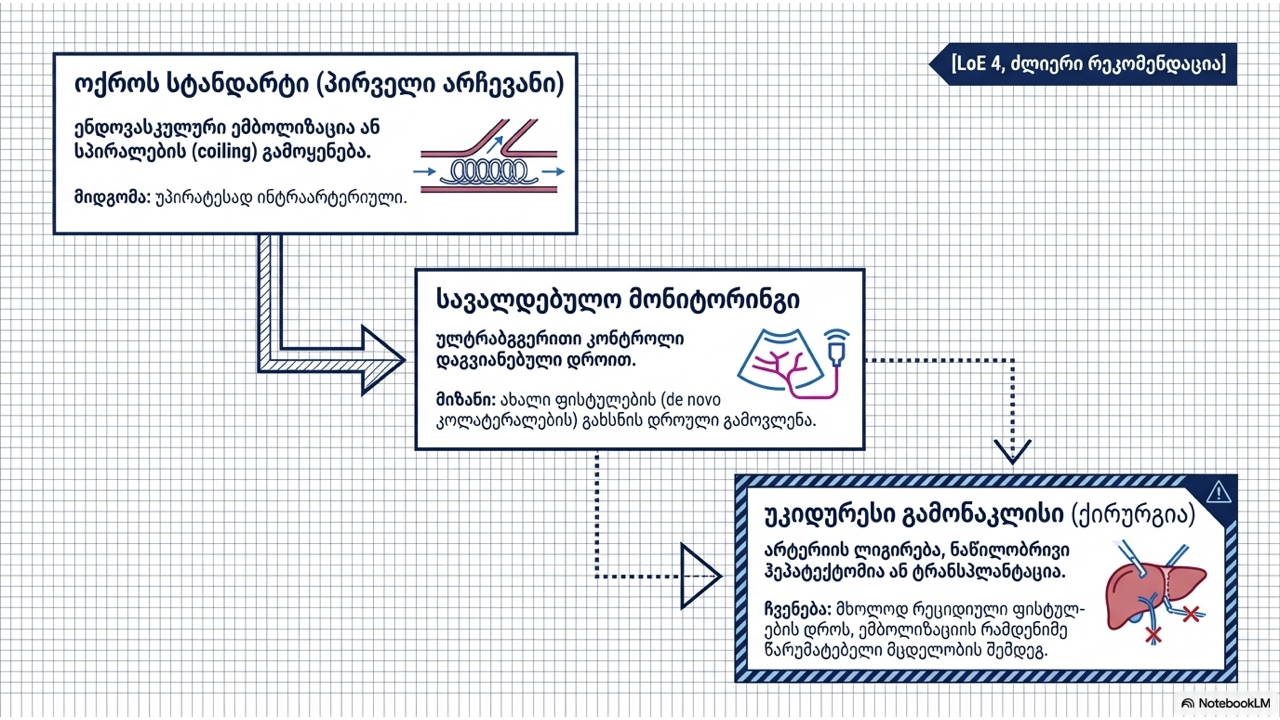 ოქროს სტანდარტი (პირველი არჩევანი)
ენდოვასკულური ემბოლიზაცია ან
სპირალების (coiling) გამოყენება.
მიდგომა: უპირატესად ინტრაარტერიული.
[LoE 4, ძლიერი რეკომენდაცია]
სავალდებულო მონიტორინგი
ულტრაბგგერითი კონტროლი
დაგვიანებული დროით.
მიზანი: ახალი ფისტულების (de novo
კოლატერალების) გახსნის დროული გამოვლენა.
უკიდურესი გამონაკლისი (ქირურგია)
არტერიის ლიგირება, ნაწილობრივი
ჰეპატექტომია ან ტრანსპლანტაცია.
ჩვენება: მხოლოდ რეციდიული ფისტულ-
ების დროს, ემბოლიზაციის რამდენიმე
წარუმატებელი მცდელობის შემდეგ.
NotebookLM